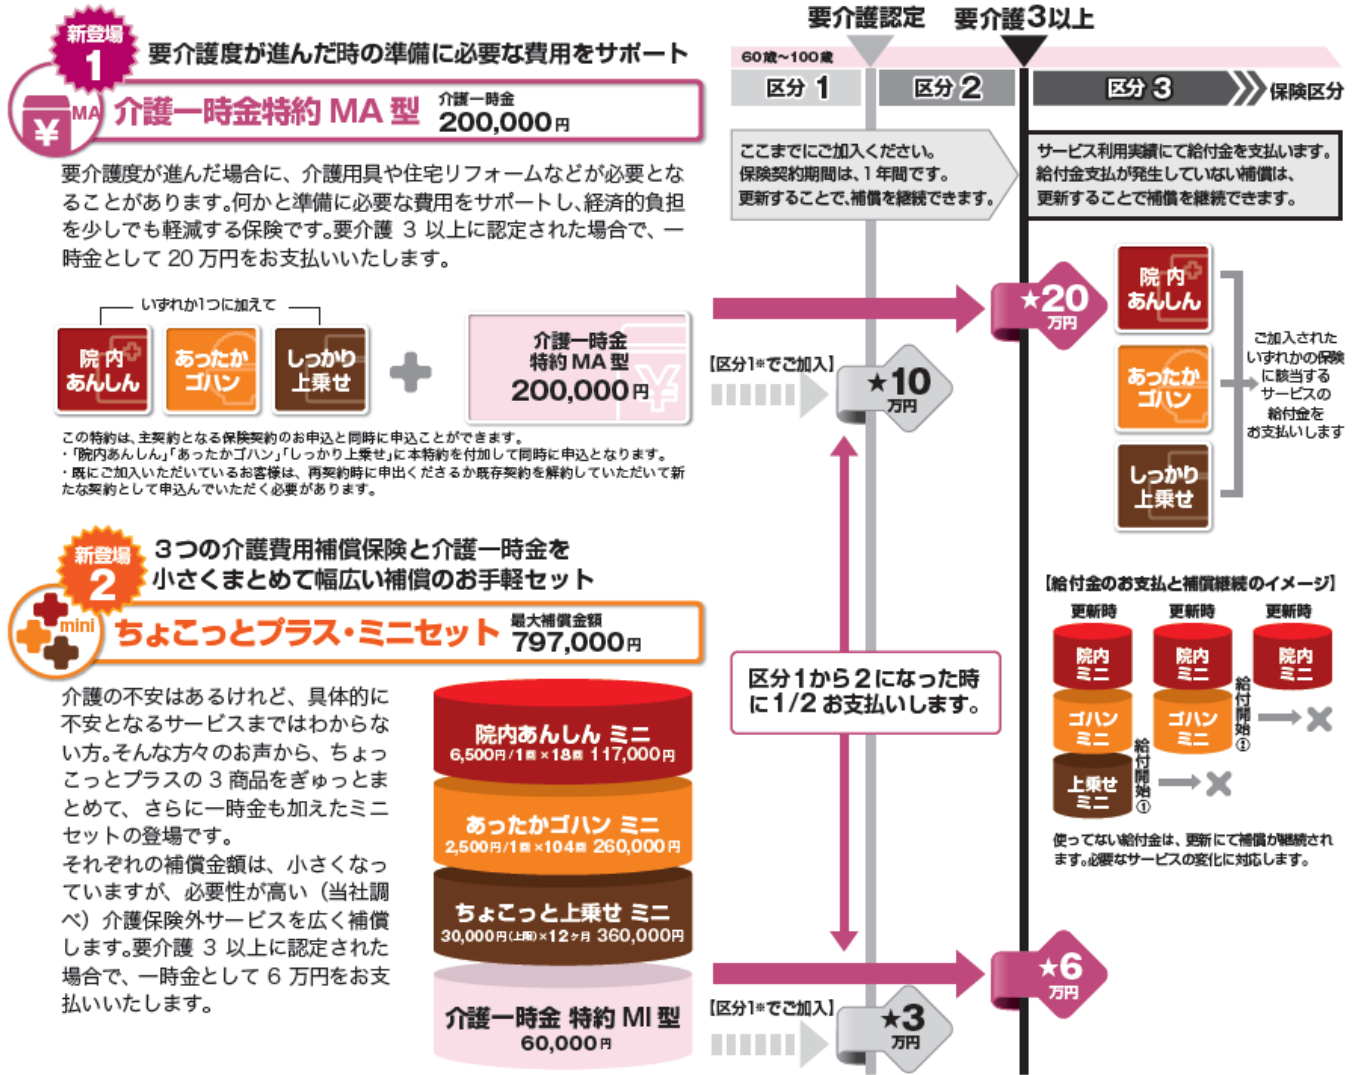 新登場
1
要介護度が進んだ時の準備に必要な費用をサポート
MA
¥
介護一時金特約 MA 型
介護一時金
200,000円
要介護度が進んだ場合に、介護用具や住宅リフォームなどが必要とな
ることがあります。何かと準備に必要な費用をサポートし、経済的負担
を少しでも軽減する保険です。要介護 3 以上に認定された場合で、一
時金として 20 万円をお支払いいたします。
いずれか1つに加えて
院内
あんしん
あったか
ゴハン
しっかり
上乗せ
介護一時金
特約 MA 型
200,000円
¥
この特約は、主契約となる保険契約のお申込と同時に申込ことができます。
・「院内あんしん」「あったかゴハン」「しっかり上乗せ」に本特約を付加して同時に申込となります。
・既にご加入いただいているお客様は、再契約時に申出くださるか既存契約を解約していただいて新
たな契約として申込んでいただく必要があります。
新登場
2
3つの介護費用補償保険と介護一時金を
小さくまとめて幅広い補償のお手軽セット
mini
ちょこっとプラス・ミニセット
最大補償金額
797,000円
介護の不安はあるけれど、具体的に
不安となるサービスまではわからな
い方。そんな方々のお声から、ちょっ
こっとプラスの 3 商品をぎゅっとま
とめて、さらに一時金も加えたミニ
セットの登場です。
それぞれの補償金額は、小さくなっ
ていますが、必要性が高い（当社調
べ）介護保険外サービスを広く補償
します。要介護 3 以上に認定された
場合で、一時金として 6 万円をお支
払いいたします。
院内あんしん ミニ
6,500円/1回×18回 117,000円
あったかゴハン ミニ
2,500円/1回×104回 260,000円
ちょこっと上乗せ ミニ
30,000円(上限)×12ヶ月 360,000円
介護一時金 特約 MI 型
60,000円
要介護認定
要介護3以上
60歳～100歳
区分 1
区分 2
区分 3
保険区分
ここまでにご加入ください。
保険契約期間は、1年間です。
更新することで、補償を継続できます。
サービス利用実績にて給付金を支払います。
給付金支払が発生していない補償は、
更新することで補償を継続できます。
★20
万円
【区分1※でご加入】
★10
万円
院内
あんしん
あったか
ゴハン
しっかり
上乗せ
ご加入された
いずれかの保険
に該当する
サービスの
給付金を
お支払いします
区分1から2になった時
に1/2 お支払いします。
★6
万円
【区分1※でご加入】
★3
万円
【給付金のお支払と補償継続のイメージ】
更新時
更新時
更新時
院内
ミニ
院内
ミニ
院内
ミニ
ゴハン
ミニ
ゴハン
ミニ
給付開始②
上乗せ
ミニ
給付開始①
使ってない給付金は、更新にて補償が継続され
ます。必要なサービスの変化に対応します。